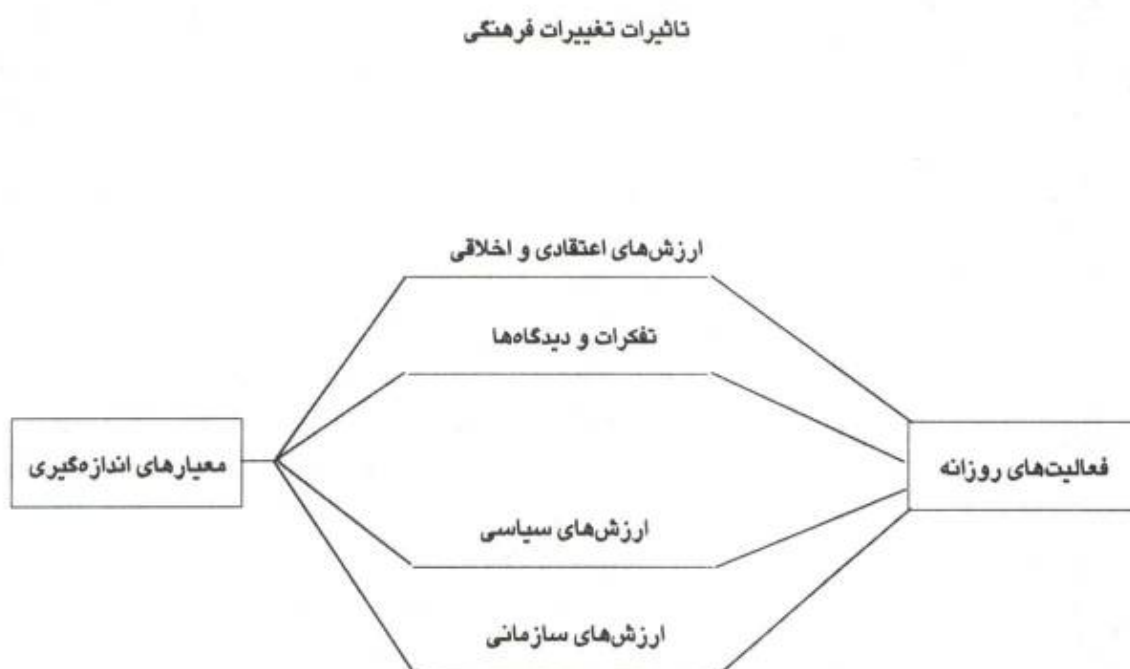 تاثیرات تغییرات فرهنگی
ارزش‌های اعتقادی و اخلاقی
تفکرات و دیدگاه‌ها
فعالیت‌های روزانه
معیارهای اندازه‌گیری
ارزش‌های سیاسی
ارزش‌های سازمانی